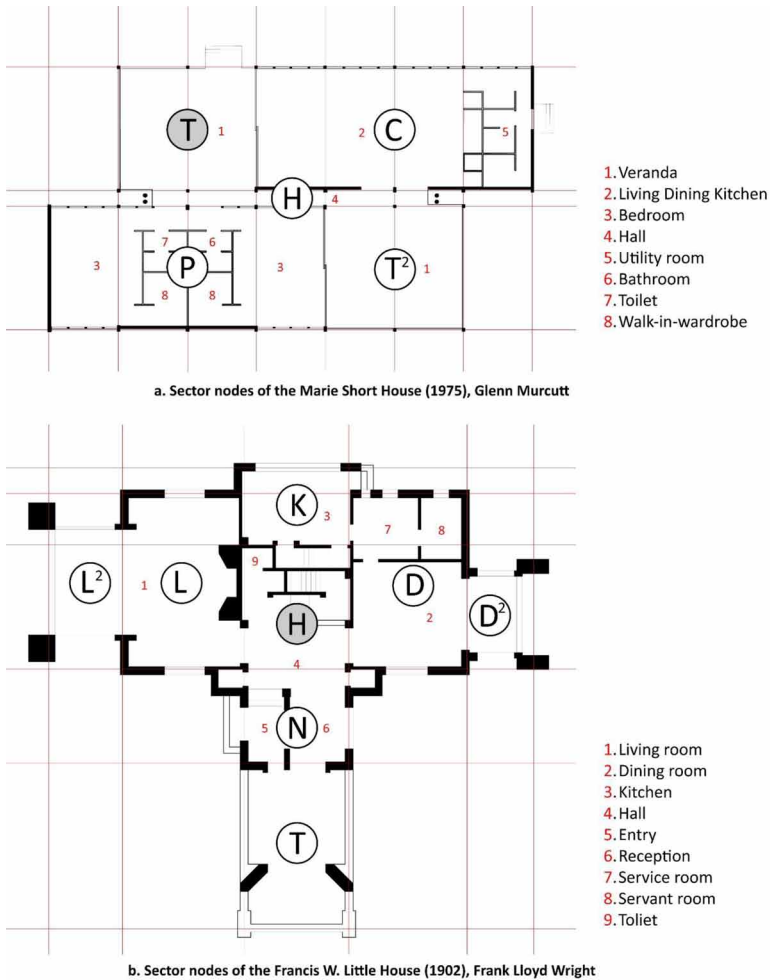 T 1
2 C
5
H 4
3
7 6
P
8 8
3
T² 1
1. Veranda
2. Living Dining Kitchen
3. Bedroom
4. Hall
5. Utility room
6. Bathroom
7. Toilet
8. Walk-in-wardrobe
a. Sector nodes of the Marie Short House (1975), Glenn Murcutt
K 3
7 8
9
L² 1 L
D
2
D²
H
4
5 N 6
T
1. Living room
2. Dining room
3. Kitchen
4. Hall
5. Entry
6. Reception
7. Service room
8. Servant room
9. Toliet
b. Sector nodes of the Francis W. Little House (1902), Frank Lloyd Wright